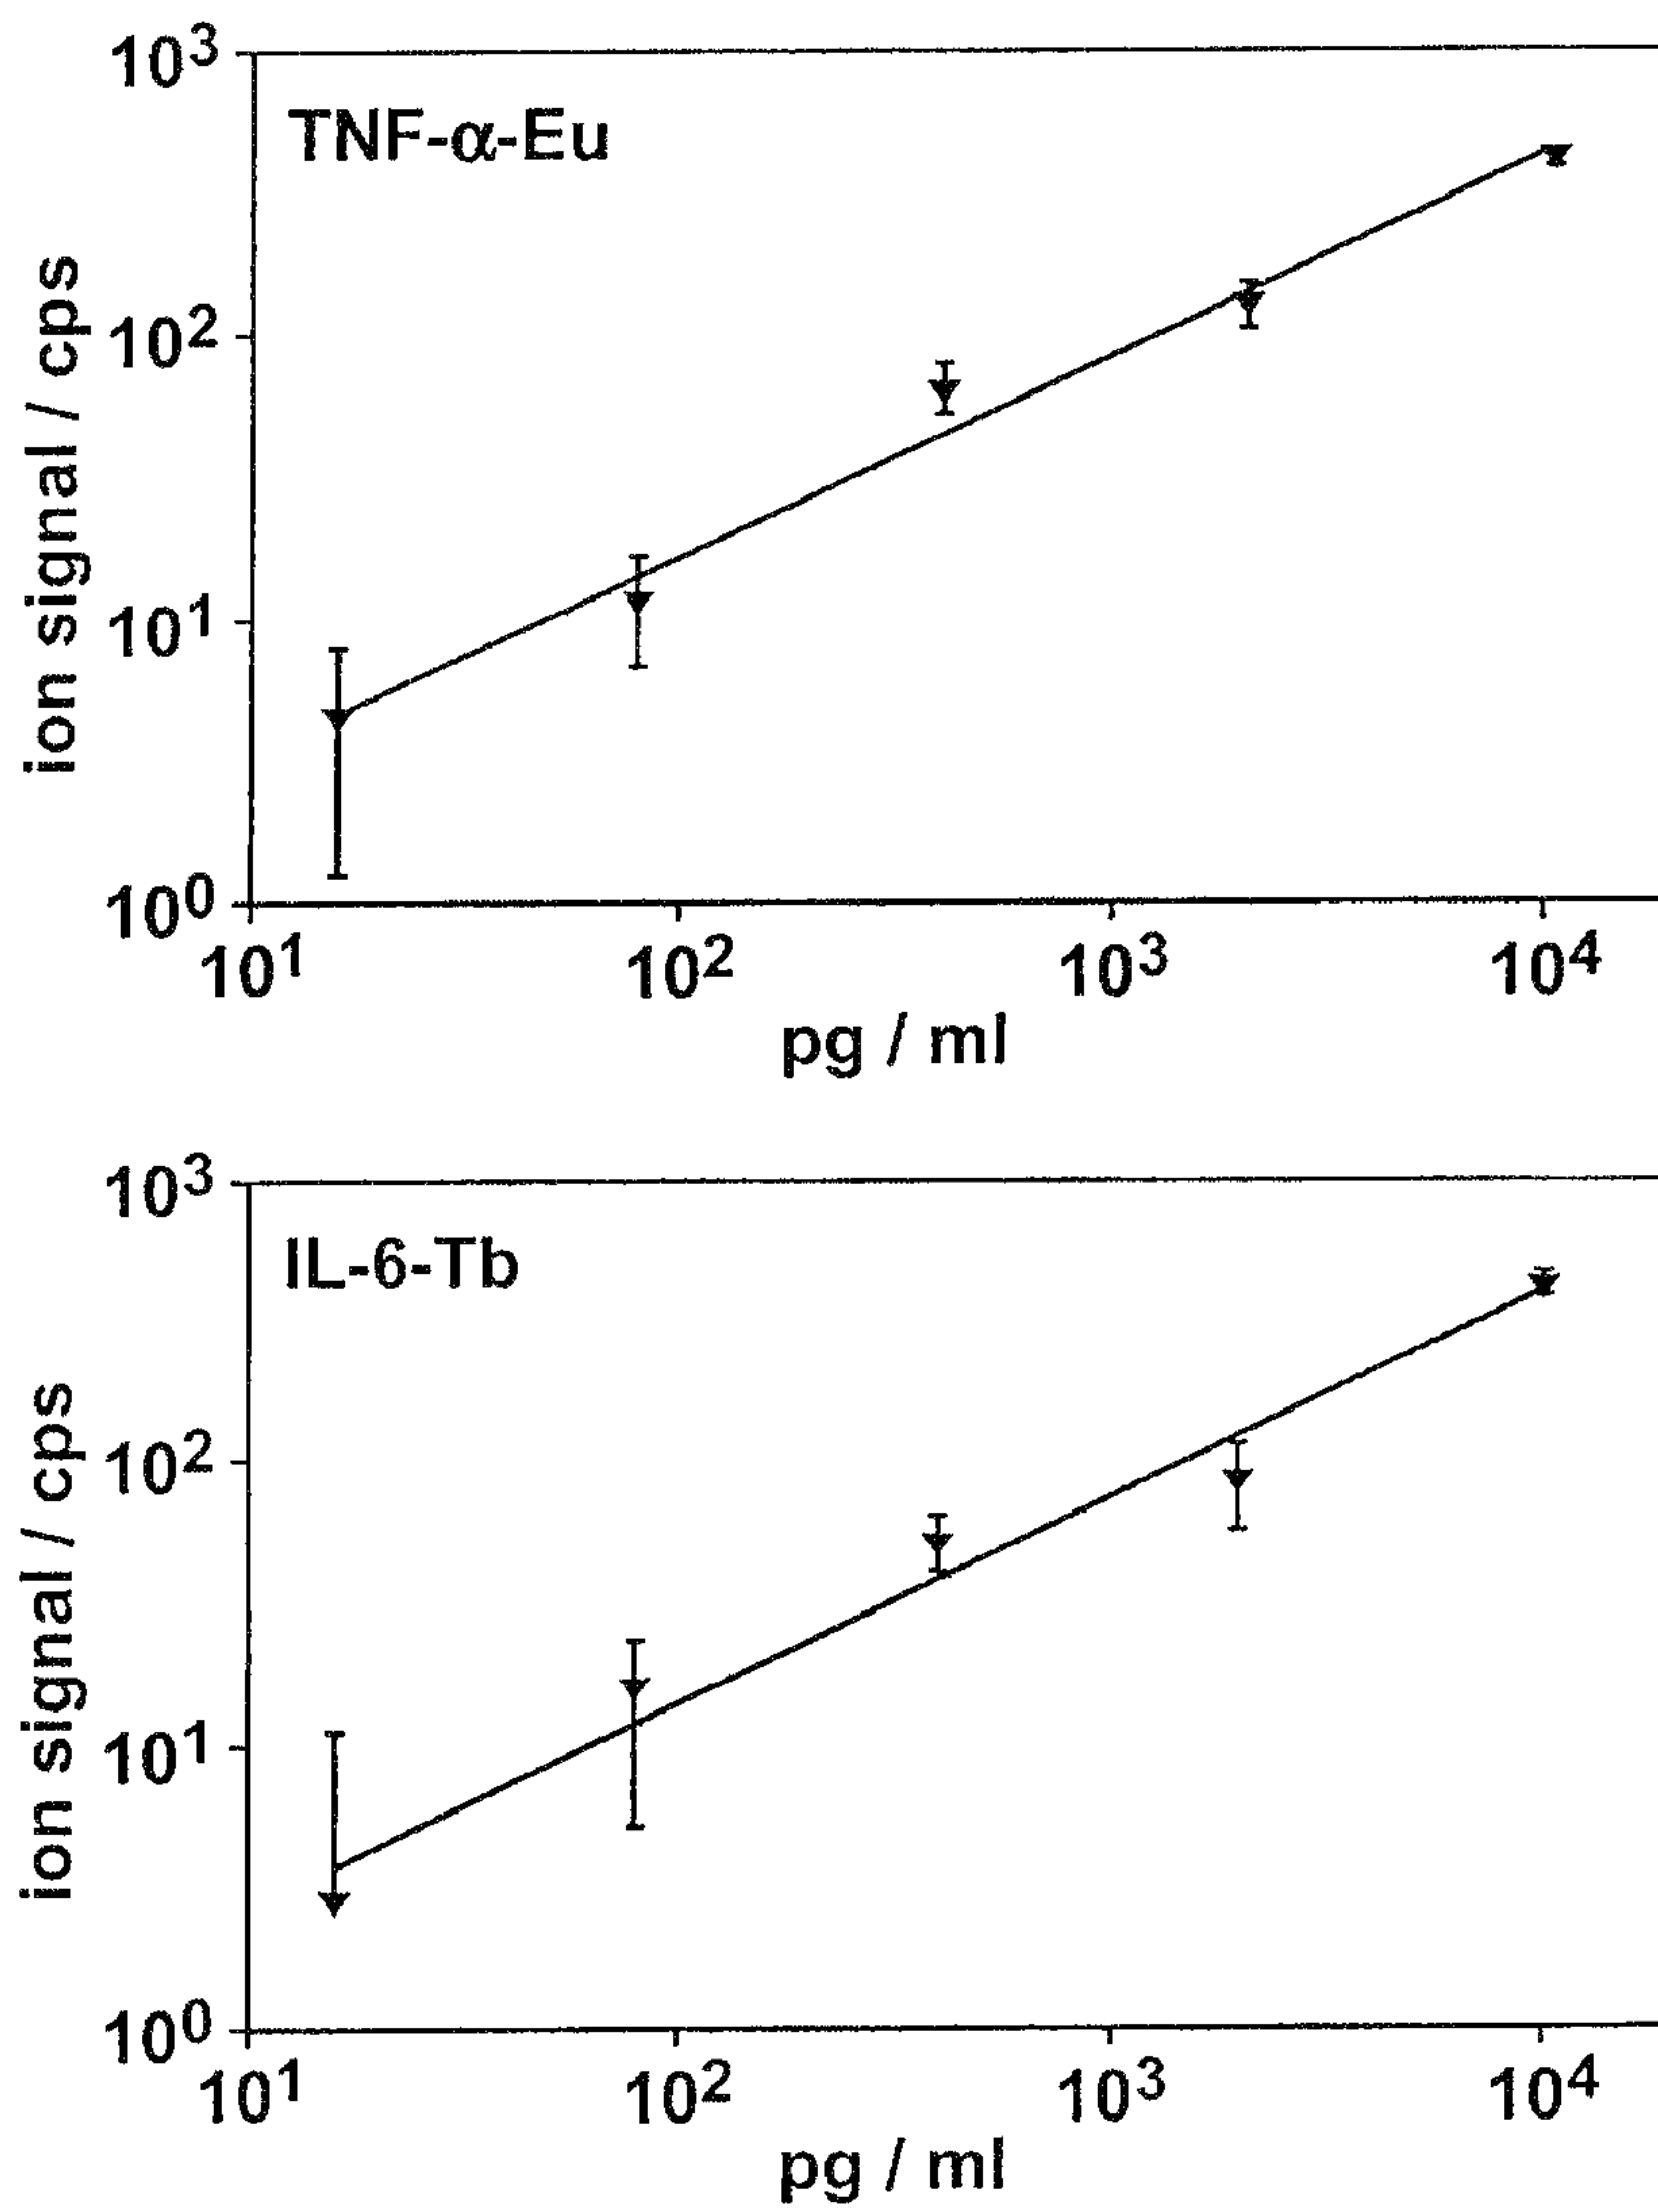 10³
TNF-α-Eu
ion signal / cps
10²
10¹
10⁰
10¹ 10² 10³ 10⁴
pg / ml
10³
IL-6-Tb
ion signal / cps
10²
10¹
10⁰
10¹ 10² 10³ 10⁴
pg / ml